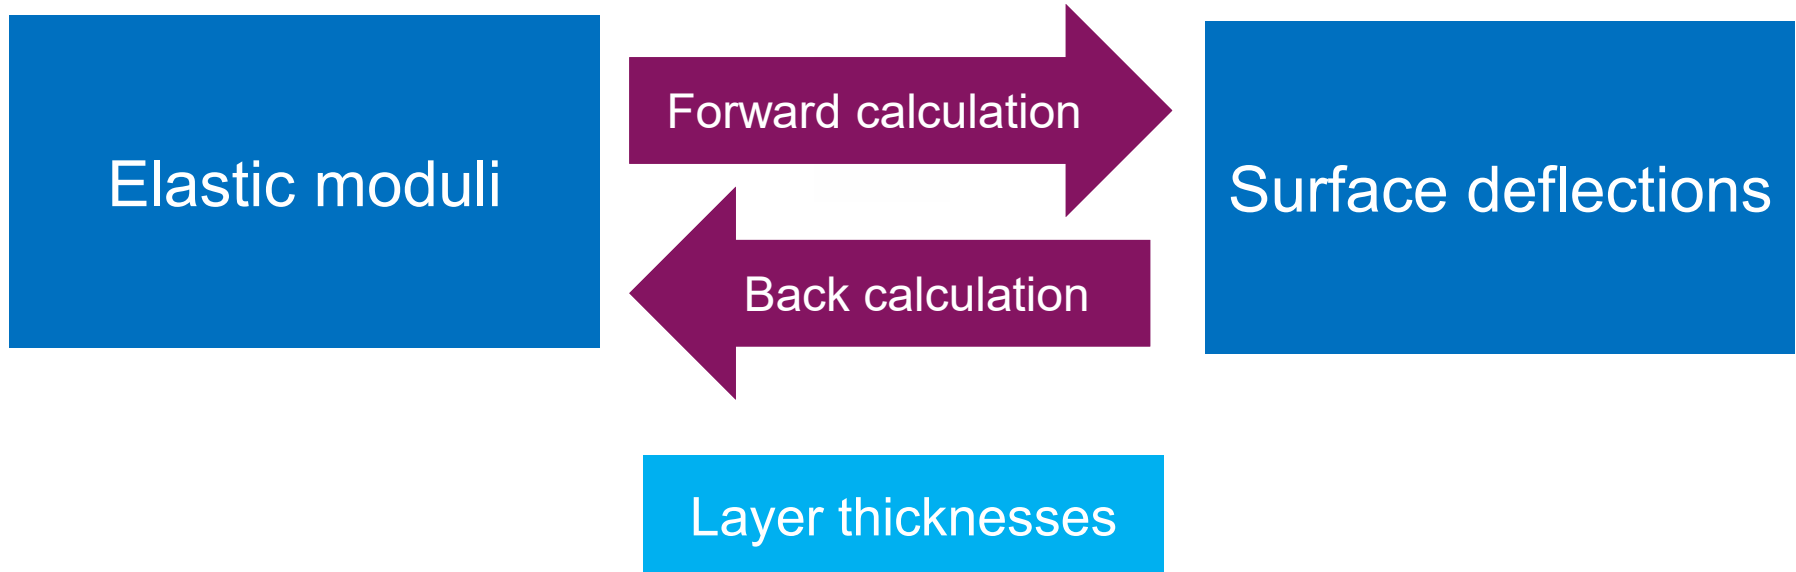 Elastic moduli
Forward calculation
Back calculation
Surface deflections
Layer thicknesses